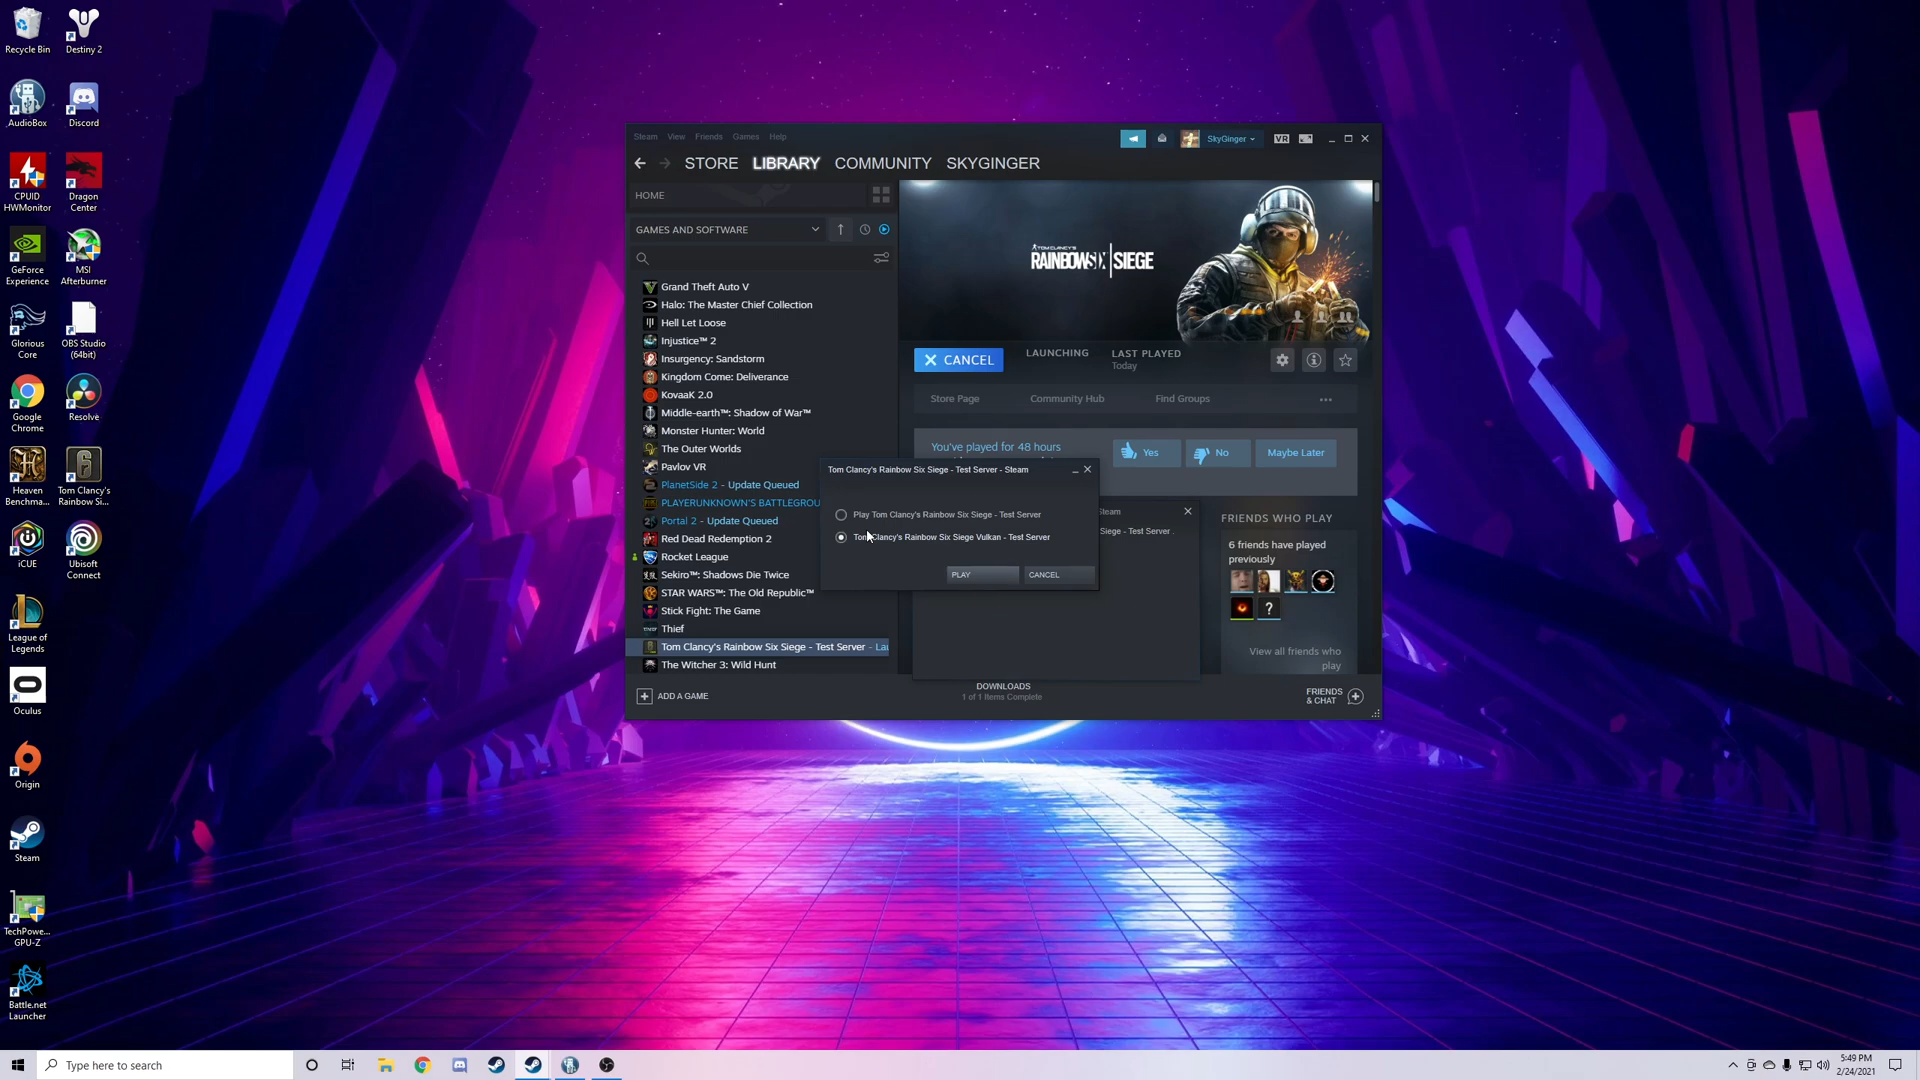 Recycle Bin
Destiny 2
AudioBox
Discord
CPUID
HWMonitor
Dragon
Center
GeForce
Experience
MSI
Afterburner
Glorious
Core
OBS Studio
(64bit)
Google
Chrome
Resolve
Heaven
Benchma...
Tom Clancy's
Rainbow Si...
iCUE
Ubisoft
Connect
League of
Legends
Oculus
Origin
Steam
TechPowe...
GPU-Z
Battle.net
Launcher
Steam View Friends Games Help
SkyGinger
VR
STORE LIBRARY COMMUNITY SKYGINGER
HOME
GAMES AND SOFTWARE
Grand Theft Auto V
Halo: The Master Chief Collection
Hell Let Loose
Injustice™ 2
Insurgency: Sandstorm
Kingdom Come: Deliverance
KovaaK 2.0
Middle-earth™: Shadow of War™
Monster Hunter: World
The Outer Worlds
Pavlov VR
PlanetSide 2 - Update Queued
PLAYERUNKNOWN'S BATTLEGROU
Portal 2 - Update Queued
Red Dead Redemption 2
Rocket League
Sekiro™: Shadows Die Twice
STAR WARS™: The Old Republic™
Stick Fight: The Game
Thief
Tom Clancy's Rainbow Six Siege - Test Server - Lau
The Witcher 3: Wild Hunt
ADD A GAME
TOM CLANCY'S
RAINBOW SIX | SIEGE
CANCEL
LAUNCHING
LAST PLAYED
Today
Store Page
Community Hub
Find Groups
You've played for 48 hours
Yes
No
Maybe Later
Tom Clancy's Rainbow Six Siege - Test Server - Steam
Play Tom Clancy's Rainbow Six Siege - Test Server
Tom Clancy's Rainbow Six Siege Vulkan - Test Server
PLAY
CANCEL
Steam
Siege - Test Server .
FRIENDS WHO PLAY
6 friends have played
previously
?
View all friends who
play
DOWNLOADS
1 of 1 Items Complete
FRIENDS
& CHAT
Type here to search
5:49 PM
2/24/2021